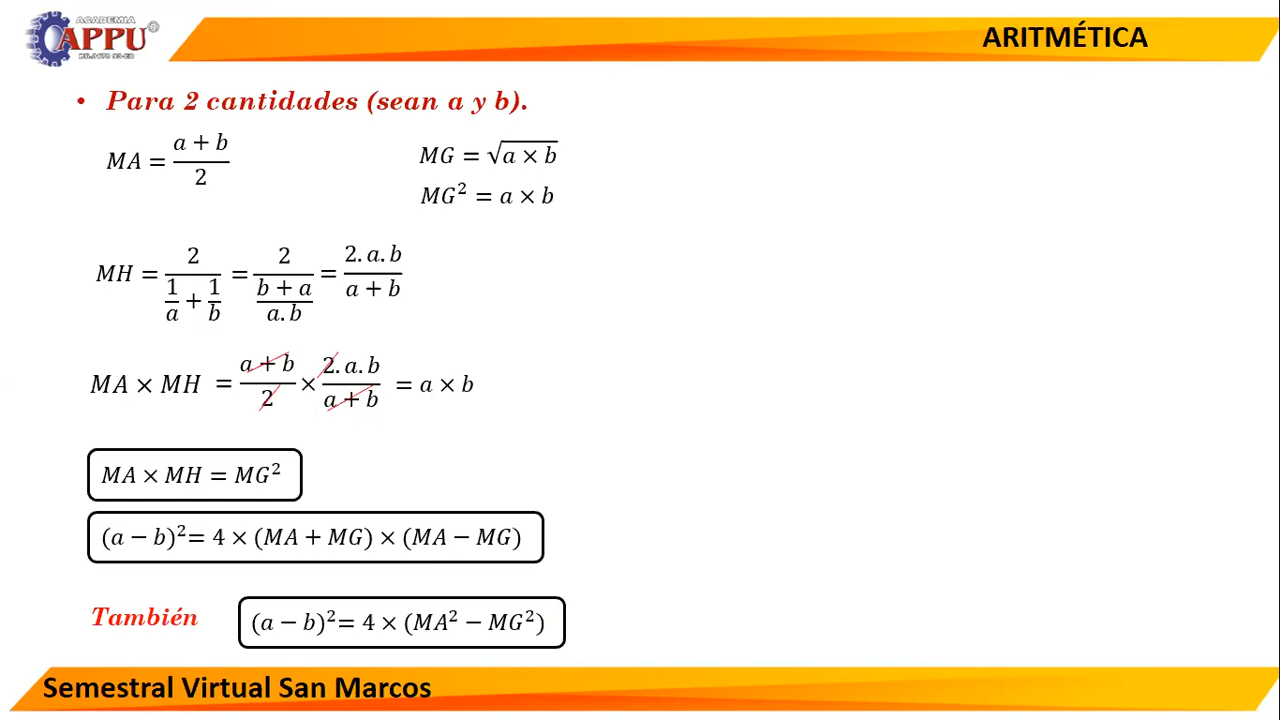 ACADEMIA
APPU®
ARITMÉTICA
• Para 2 cantidades (sean a y b).
MA = (a + b)/2
MG = √(a × b)
MG² = a × b
MH = 2/(1/a + 1/b) = 2/((b + a)/(a.b)) = 2.a.b/(a + b)
MA × MH = (a + b)/2 × 2.a.b/(a + b) = a × b
MA × MH = MG²
(a − b)²= 4 × (MA + MG) × (MA − MG)
También
(a − b)²= 4 × (MA² − MG²)
Semestral Virtual San Marcos